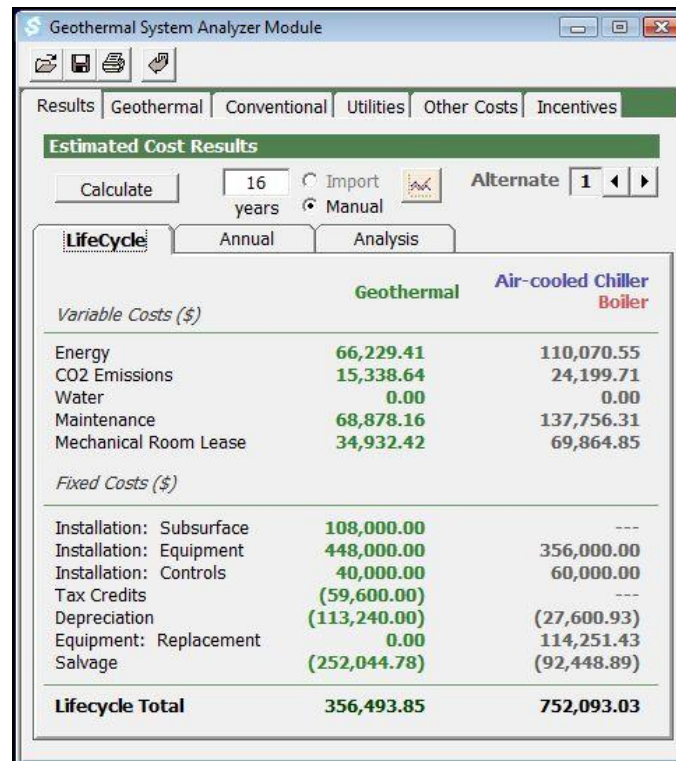 Geothermal System Analyzer Module
Results Geothermal Conventional Utilities Other Costs Incentives
Estimated Cost Results
Calculate 16 years Import Manual Alternate 1
LifeCycle Annual Analysis
Variable Costs ($) Geothermal Air-cooled Chiller Boiler
Energy 66,229.41 110,070.55
CO2 Emissions 15,338.64 24,199.71
Water 0.00 0.00
Maintenance 68,878.16 137,756.31
Mechanical Room Lease 34,932.42 69,864.85
Fixed Costs ($)
Installation: Subsurface 108,000.00 ---
Installation: Equipment 448,000.00 356,000.00
Installation: Controls 40,000.00 60,000.00
Tax Credits (59,600.00) ---
Depreciation (113,240.00) (27,600.93)
Equipment: Replacement 0.00 114,251.43
Salvage (252,044.78) (92,448.89)
Lifecycle Total 356,493.85 752,093.03